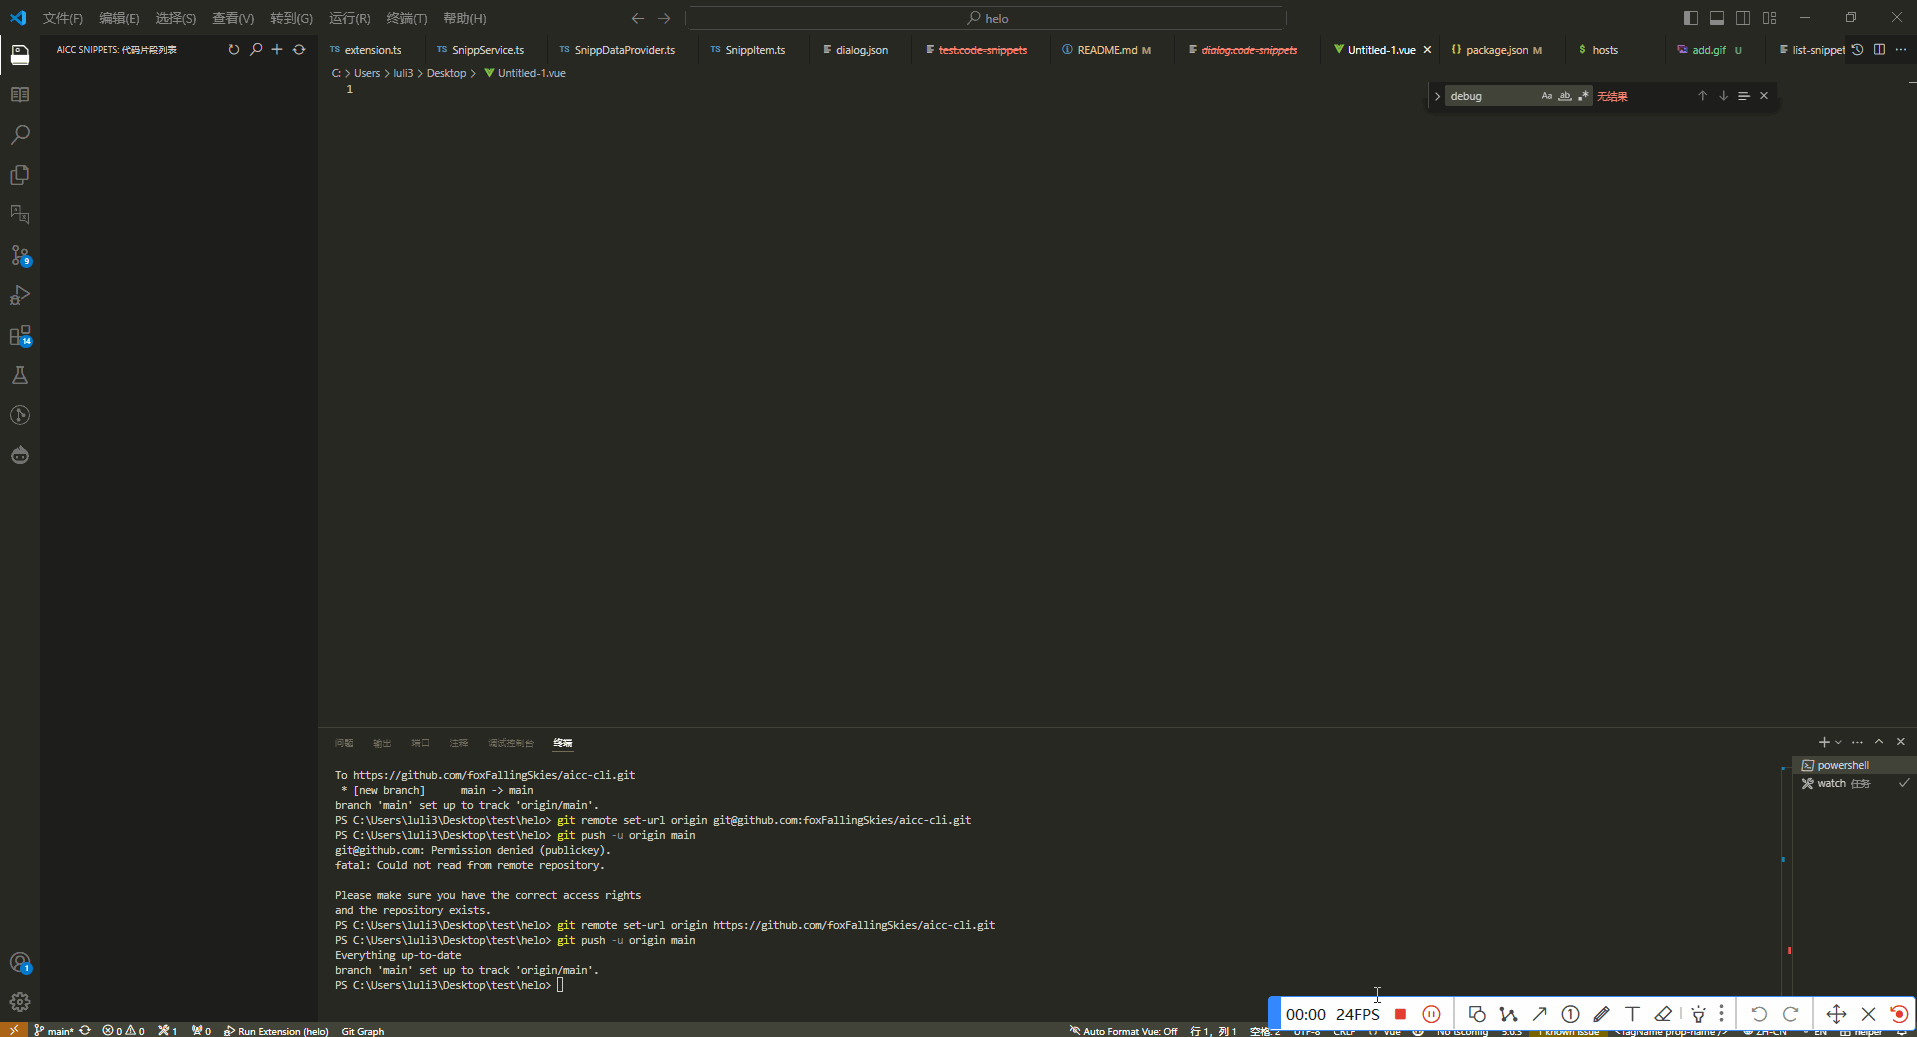 文件(F) 编辑(E) 选择(S) 查看(V) 转到(G) 运行(R) 终端(T) 帮助(H) helo
AICC SNIPPETS: 代码片段列表
TS extension.ts TS SnippService.ts TS SnippDataProvider.ts TS SnippItem.ts dialog.json test.code-snippets README.md M dialog.code-snippets Untitled-1.vue package.json M $ hosts add.gif U list-snippet
C: > Users > luli3 > Desktop > Untitled-1.vue
1
debug Aa ab 无结果
9
14
1
问题 输出 端口 注释 调试控制台 终端
powershell
watch 任务
To https://github.com/foxFallingSkies/aicc-cli.git
* [new branch] main -> main
branch 'main' set up to track 'origin/main'.
PS C:\Users\luli3\Desktop\test\helo> git remote set-url origin git@github.com:foxFallingSkies/aicc-cli.git
PS C:\Users\luli3\Desktop\test\helo> git push -u origin main
git@github.com: Permission denied (publickey).
fatal: Could not read from remote repository.
Please make sure you have the correct access rights
and the repository exists.
PS C:\Users\luli3\Desktop\test\helo> git remote set-url origin https://github.com/foxFallingSkies/aicc-cli.git
PS C:\Users\luli3\Desktop\test\helo> git push -u origin main
Everything up-to-date
branch 'main' set up to track 'origin/main'.
PS C:\Users\luli3\Desktop\test\helo>
00:00 24FPS
main* 0 0 1 0 Run Extension (helo) Git Graph Auto Format Vue: Off 行 1，列 1 空格: 2 UTF-8 CRLF Vue No tsconfig 5.0.3 1 known issue <TagName prop-name /> ZH-CN EN helper